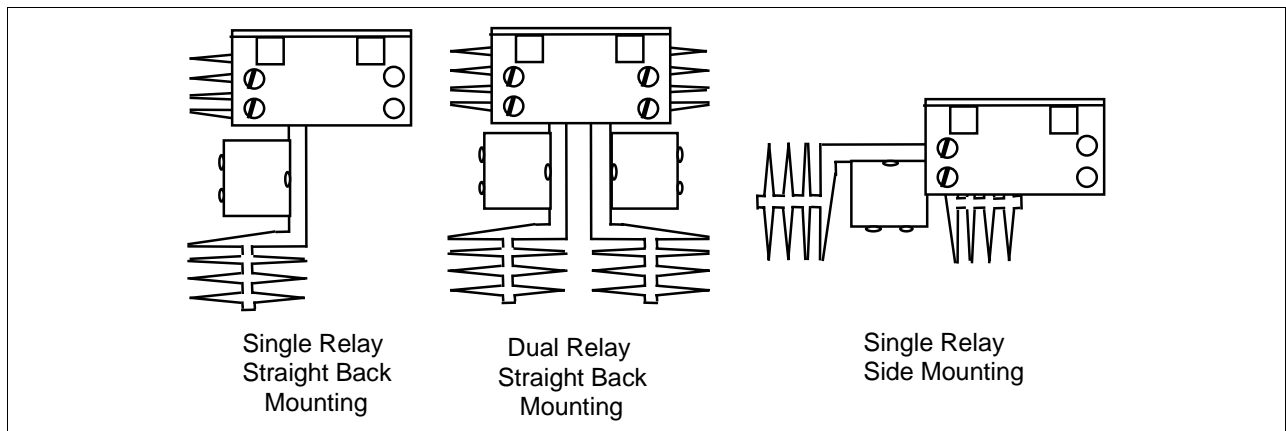 Single Relay
Straight Back
Mounting
Dual Relay
Straight Back
Mounting
Single Relay
Side Mounting